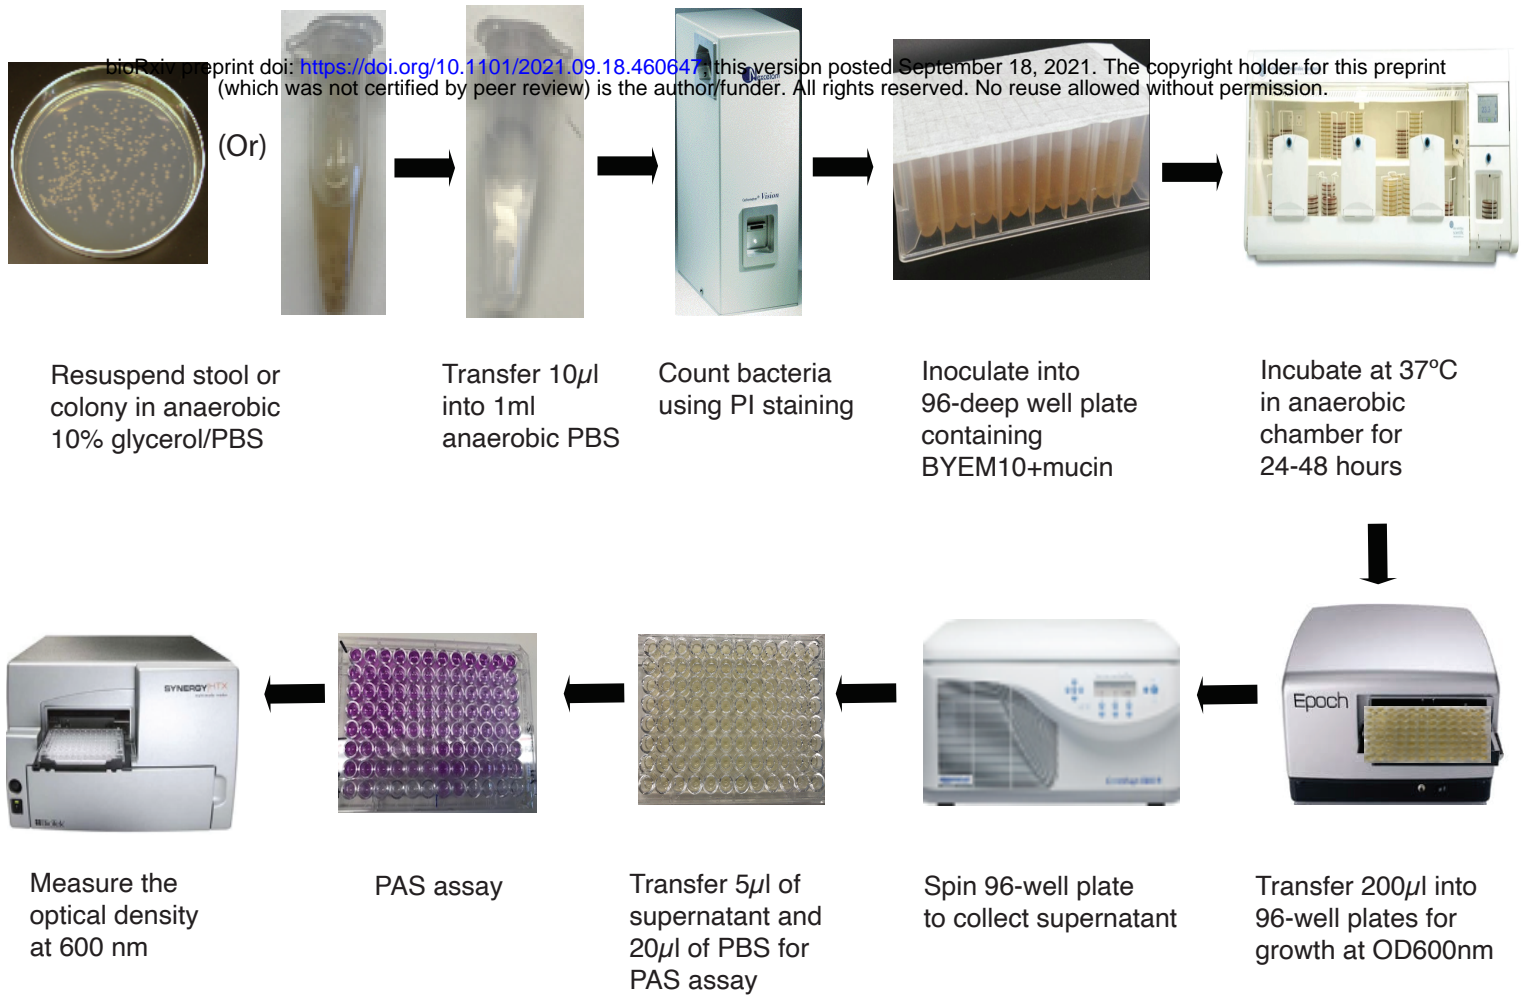 bioRxiv preprint doi: https://doi.org/10.1101/2021.09.18.460647; this version posted September 18, 2021. The copyright holder for this preprint
(which was not certified by peer review) is the author/funder. All rights reserved. No reuse allowed without permission.
(Or)
Vision
Resuspend stool or
colony in anaerobic
10% glycerol/PBS
Transfer 10µl
into 1ml
anaerobic PBS
Count bacteria
using PI staining
Inoculate into
96-deep well plate
containing
BYEM10+mucin
Incubate at 37ºC
in anaerobic
chamber for
24-48 hours
SYNERGY HTX
Epoch
Measure the
optical density
at 600 nm
PAS assay
Transfer 5µl of
supernatant and
20µl of PBS for
PAS assay
Spin 96-well plate
to collect supernatant
Transfer 200µl into
96-well plates for
growth at OD600nm